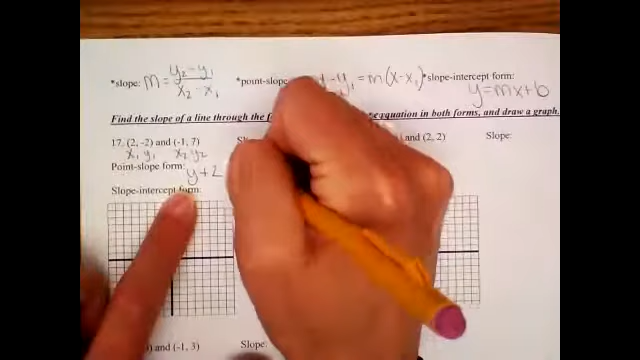 *slope: m = y₂ - y₁ / x₂ - x₁ *point-slope y₁ = m(x - x₁) *slope-intercept form: y = mx + b
Find the slope of a line through the equation in both forms, and draw a graph.
17. (2, -2) and (-1, 7) and (2, 2) Slope:
x₁ y₁ x₂ y₂
Point-slope form: y + 2
Slope-intercept form:
and (-1, 3) Slope: